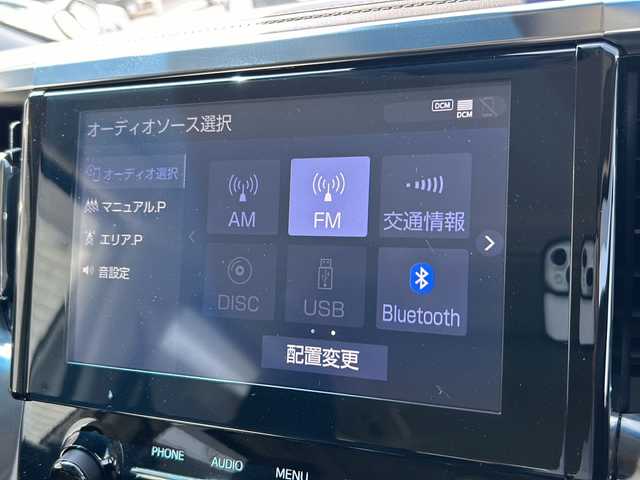 オーディオソース選択
DCM
DCM
オーディオ選択
マニュアル.P
エリア.P
音設定
AM
FM
交通情報
DISC
USB
Bluetooth
配置変更
PHONE
AUDIO
MENU